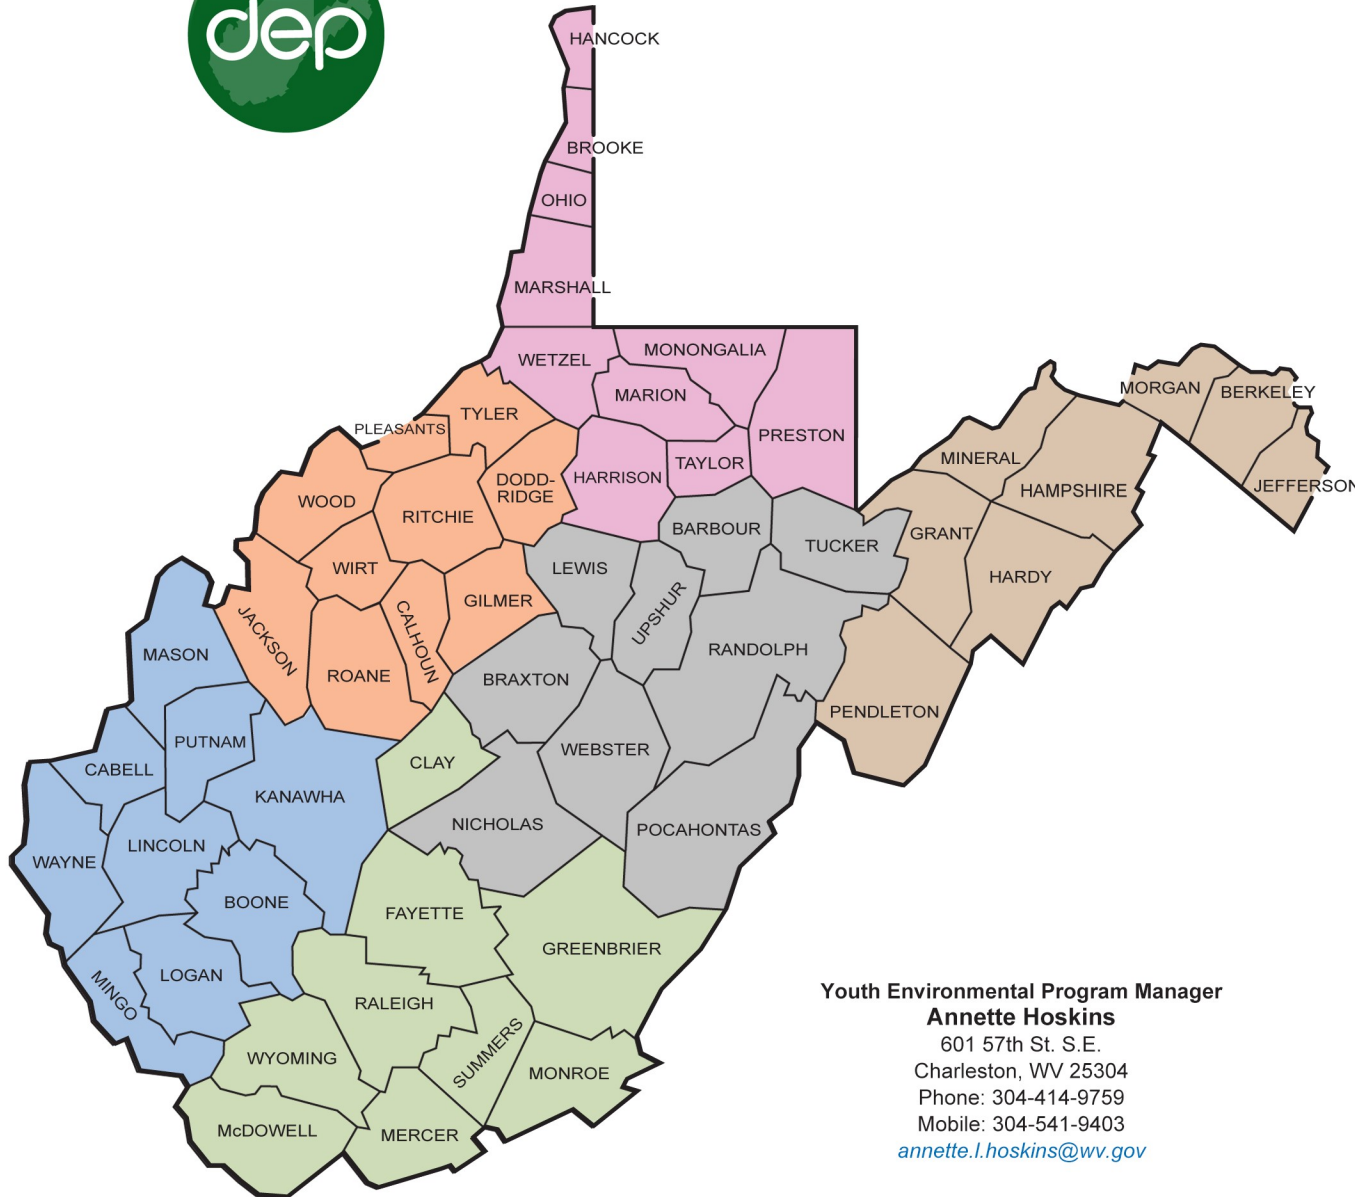 dep
HANCOCK
BROOKE
OHIO
MARSHALL
WETZEL
MONONGALIA
MARION
PRESTON
HARRISON
TAYLOR
TYLER
PLEASANTS
DODD-
RIDGE
WOOD
RITCHIE
WIRT
GILMER
CALHOUN
JACKSON
ROANE
MORGAN
BERKELEY
JEFFERSON
MINERAL
HAMPSHIRE
GRANT
HARDY
PENDLETON
BARBOUR
TUCKER
LEWIS
UPSHUR
RANDOLPH
BRAXTON
WEBSTER
NICHOLAS
POCAHONTAS
MASON
PUTNAM
CABELL
KANAWHA
WAYNE
LINCOLN
BOONE
LOGAN
MINGO
CLAY
FAYETTE
GREENBRIER
RALEIGH
SUMMERS
WYOMING
MONROE
McDOWELL
MERCER
Youth Environmental Program Manager
Annette Hoskins
601 57th St. S.E.
Charleston, WV 25304
Phone: 304-414-9759
Mobile: 304-541-9403
annette.l.hoskins@wv.gov